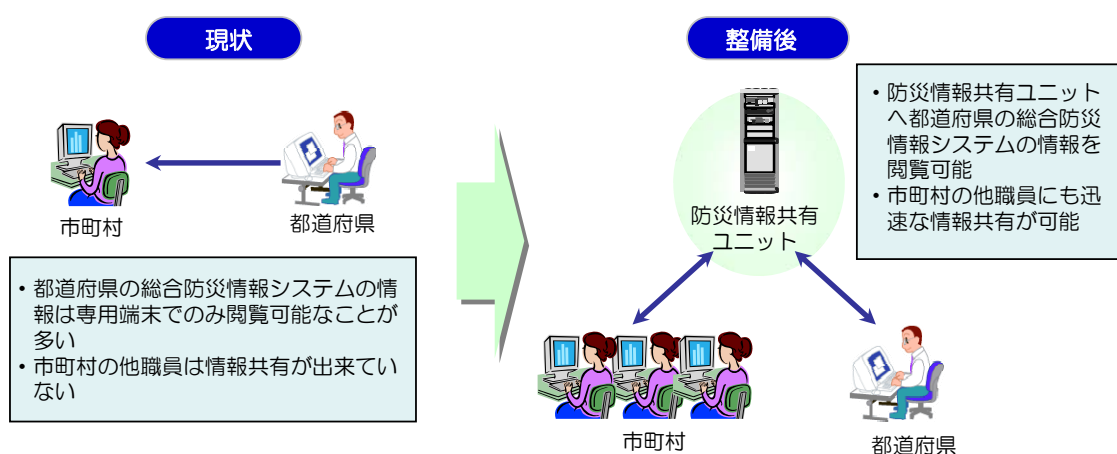 現状
市町村
都道府県
・都道府県の総合防災情報システムの情
報は専用端末でのみ閲覧可能なことが
多い
・市町村の他職員は情報共有が出来てい
ない
整備後
・防災情報共有ユニット
へ都道府県の総合防災
情報システムの情報を
閲覧可能
・市町村の他職員にも迅
速な情報共有が可能
防災情報共有
ユニット
市町村
都道府県